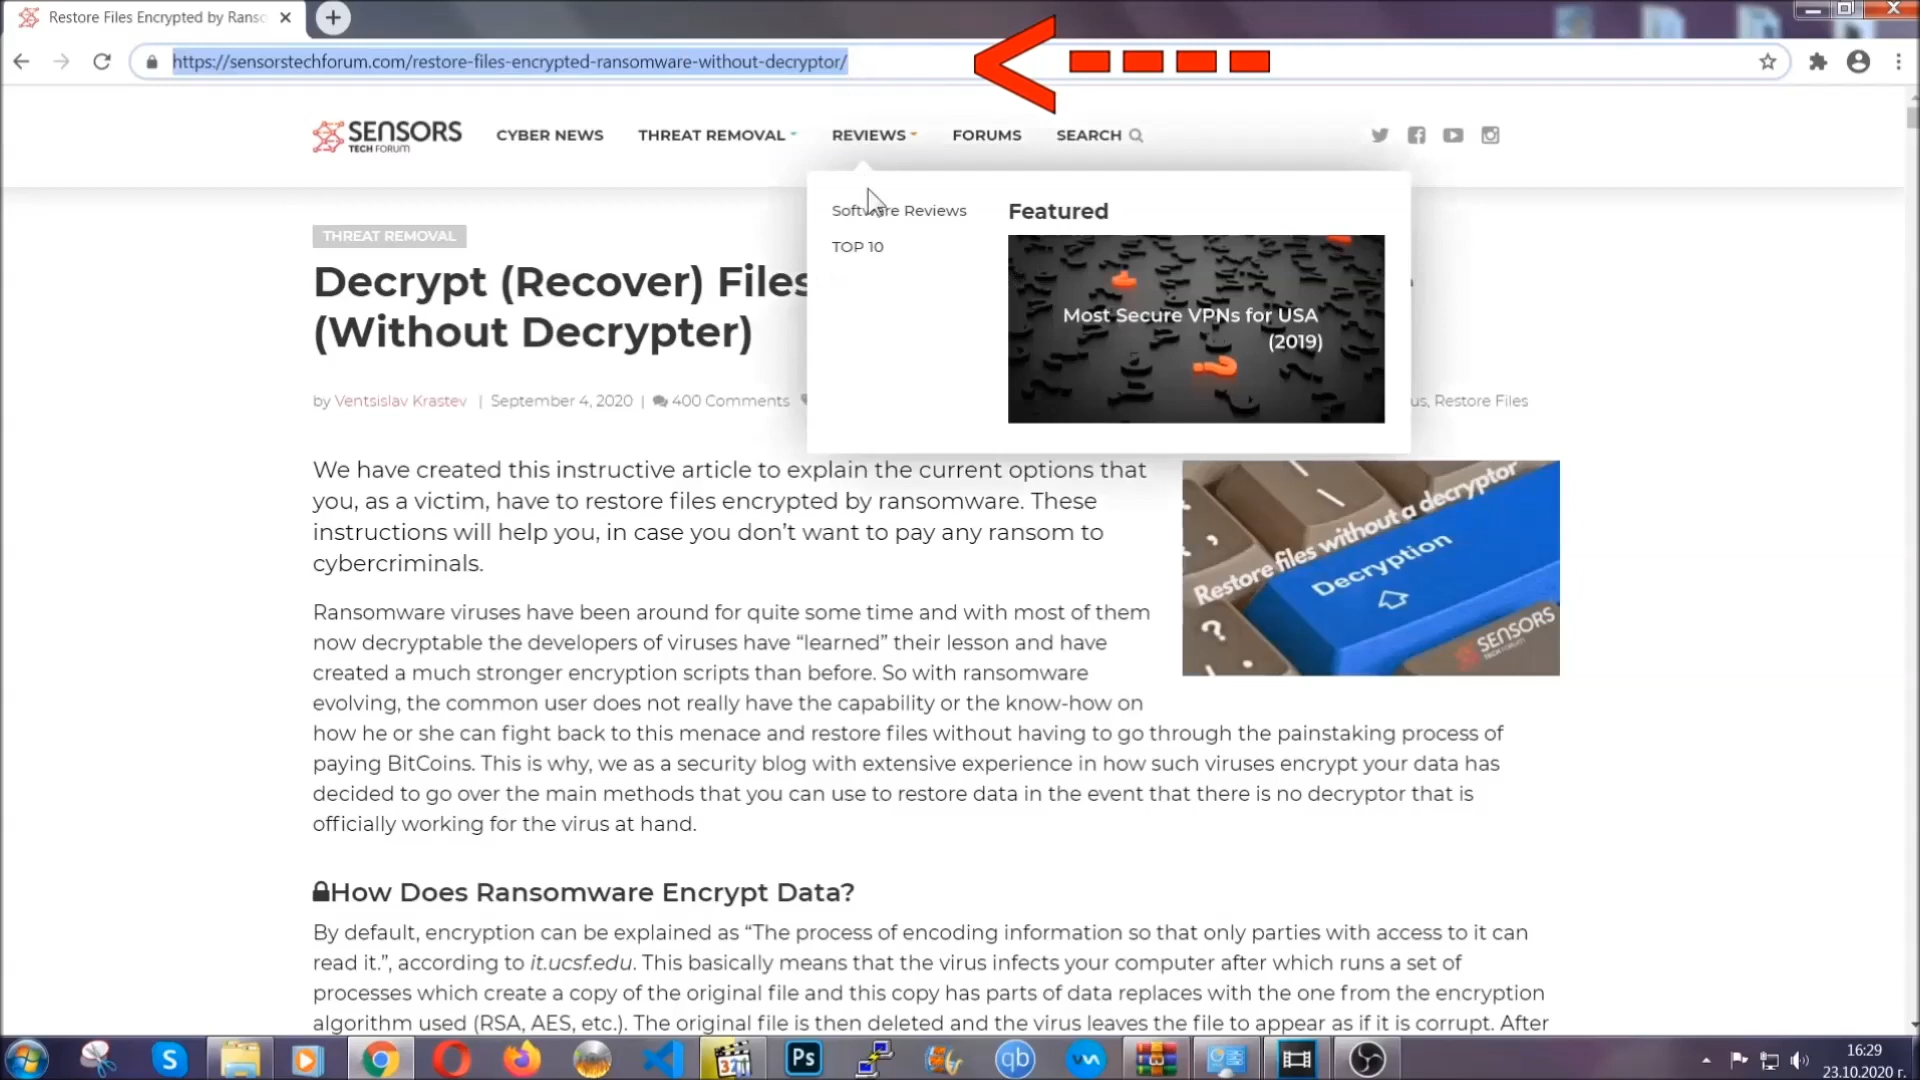 Restore Files Encrypted by Ranso
https://sensorstechforum.com/restore-files-encrypted-ransomware-without-decryptor/
SENSORS
TECH FORUM
CYBER NEWS
THREAT REMOVAL
REVIEWS
FORUMS
SEARCH
Software Reviews
TOP 10
Featured
Most Secure VPNs for USA
(2019)
THREAT REMOVAL
Decrypt (Recover) Files
(Without Decrypter)
by Ventsislav Krastev | September 4, 2020 | 400 Comments
us, Restore Files
We have created this instructive article to explain the current options that
you, as a victim, have to restore files encrypted by ransomware. These
instructions will help you, in case you don't want to pay any ransom to
cybercriminals.
Restore files without a decryptor
Decryption
SENSORS
TECH FORUM
Ransomware viruses have been around for quite some time and with most of them
now decryptable the developers of viruses have “learned” their lesson and have
created a much stronger encryption scripts than before. So with ransomware
evolving, the common user does not really have the capability or the know-how on
how he or she can fight back to this menace and restore files without having to go through the painstaking process of
paying BitCoins. This is why, we as a security blog with extensive experience in how such viruses encrypt your data has
decided to go over the main methods that you can use to restore data in the event that there is no decryptor that is
officially working for the virus at hand.
How Does Ransomware Encrypt Data?
By default, encryption can be explained as “The process of encoding information so that only parties with access to it can
read it.”, according to it.ucsf.edu. This basically means that the virus infects your computer after which runs a set of
processes which create a copy of the original file and this copy has parts of data replaces with the one from the encryption
algorithm used (RSA, AES, etc.). The original file is then deleted and the virus leaves the file to appear as if it is corrupt. After
S
321
Ps
qb
16:29
23.10.2020 г.